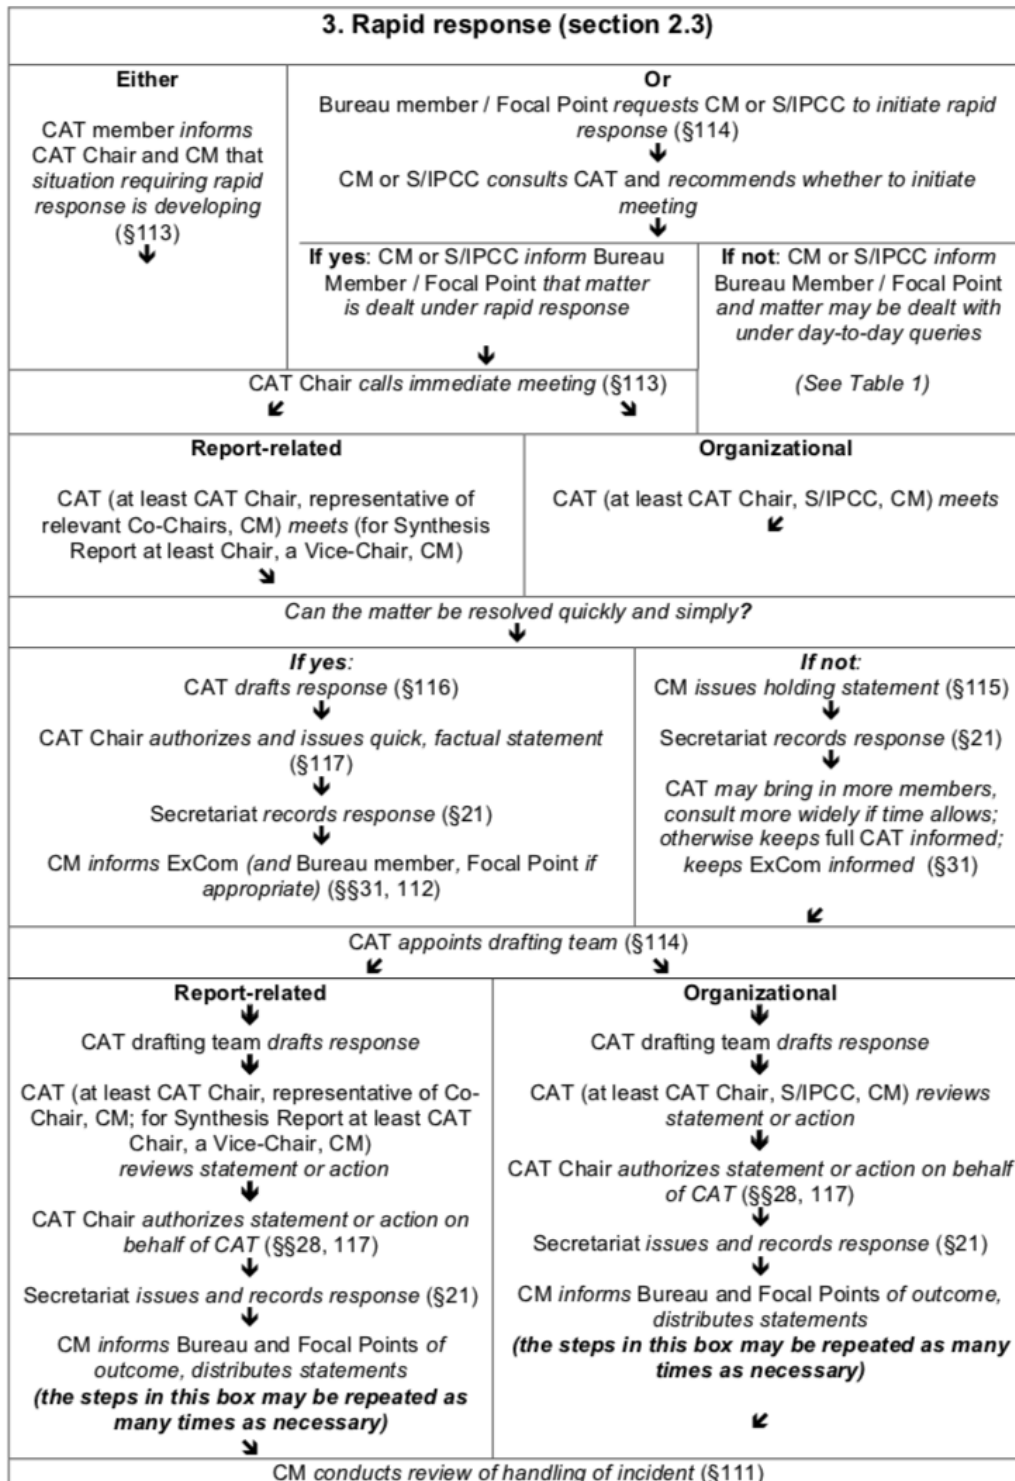 3. Rapid response (section 2.3)
Either
CAT member informs
CAT Chair and CM that
situation requiring rapid
response is developing
(§113)
Or
Bureau member / Focal Point requests CM or S/IPCC to initiate rapid
response (§114)
CM or S/IPCC consults CAT and recommends whether to initiate
meeting
If yes: CM or S/IPCC inform Bureau
Member / Focal Point that matter
is dealt under rapid response
If not: CM or S/IPCC inform
Bureau Member / Focal Point
and matter may be dealt with
under day-to-day queries
(See Table 1)
CAT Chair calls immediate meeting (§113)
Report-related
CAT (at least CAT Chair, representative of
relevant Co-Chairs, CM) meets (for Synthesis
Report at least Chair, a Vice-Chair, CM)
Organizational
CAT (at least CAT Chair, S/IPCC, CM) meets
Can the matter be resolved quickly and simply?
If yes:
CAT drafts response (§116)
CAT Chair authorizes and issues quick, factual statement
(§117)
Secretariat records response (§21)
CM informs ExCom (and Bureau member, Focal Point if
appropriate) (§§31, 112)
If not:
CM issues holding statement (§115)
Secretariat records response (§21)
CAT may bring in more members,
consult more widely if time allows;
otherwise keeps full CAT informed;
keeps ExCom informed (§31)
CAT appoints drafting team (§114)
Report-related
CAT drafting team drafts response
CAT (at least CAT Chair, representative of Co-
Chair, CM; for Synthesis Report at least CAT
Chair, a Vice-Chair, CM)
reviews statement or action
CAT Chair authorizes statement or action on
behalf of CAT (§§28, 117)
Secretariat issues and records response (§21)
CM informs Bureau and Focal Points of
outcome, distributes statements
(the steps in this box may be repeated as
many times as necessary)
Organizational
CAT drafting team drafts response
CAT (at least CAT Chair, S/IPCC, CM) reviews
statement or action
CAT Chair authorizes statement or action on behalf
of CAT (§§28, 117)
Secretariat issues and records response (§21)
CM informs Bureau and Focal Points of outcome,
distributes statements
(the steps in this box may be repeated as many
times as necessary)
CM conducts review of handling of incident (§111)